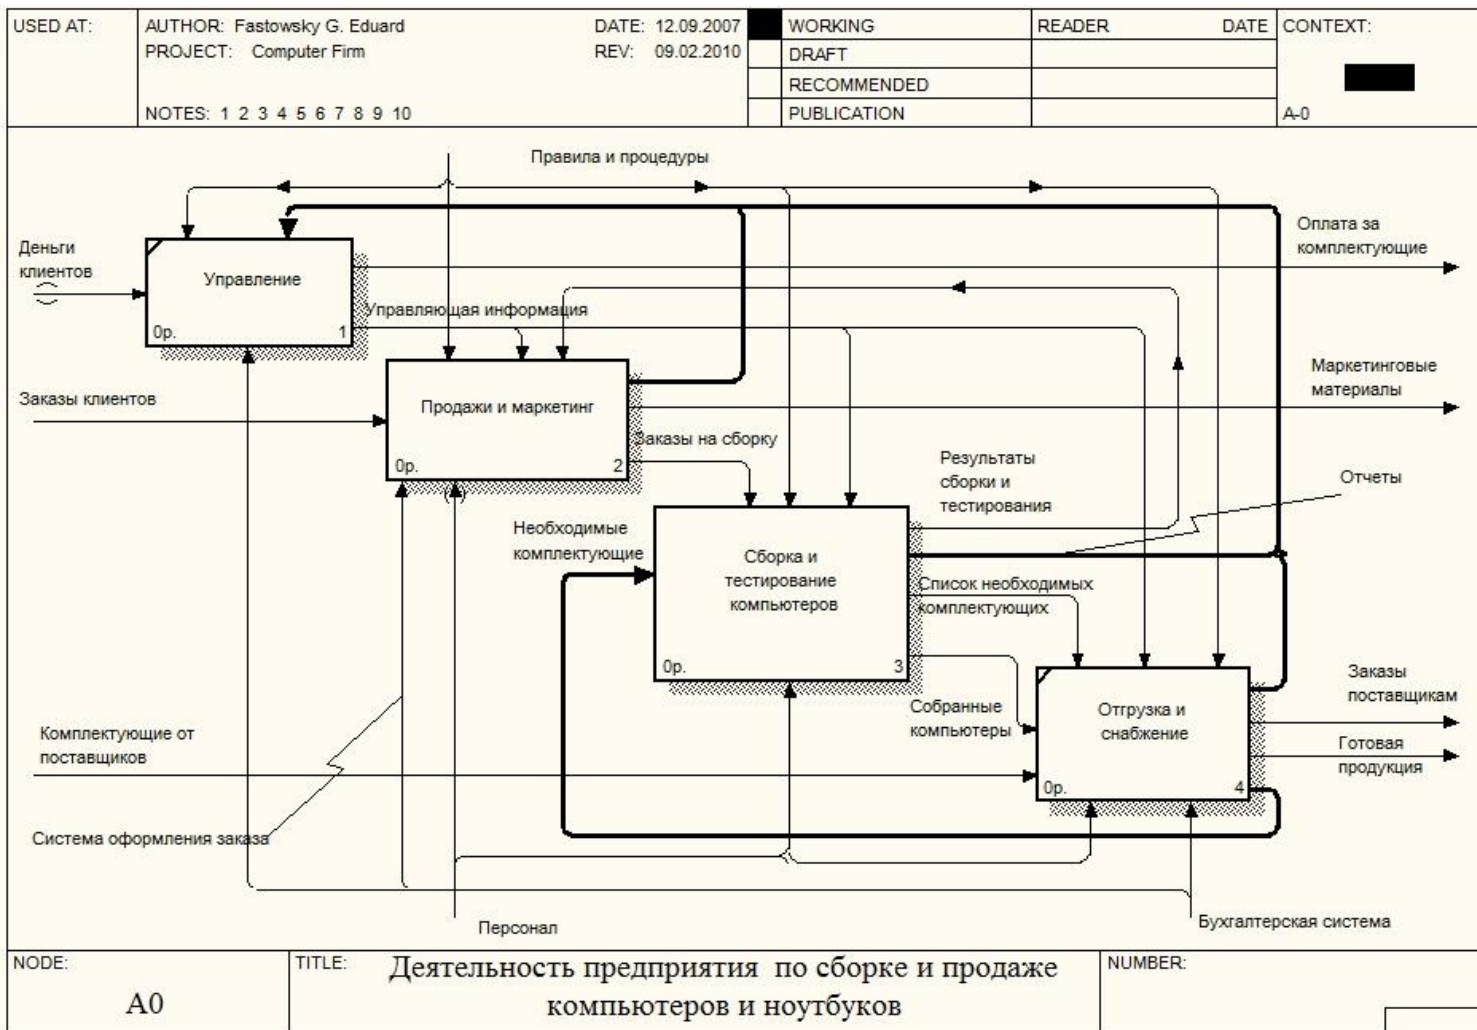 USED AT:
AUTHOR: Fastowsky G. Eduard
DATE: 12.09.2007
PROJECT: Computer Firm
REV: 09.02.2010
NOTES: 1 2 3 4 5 6 7 8 9 10
WORKING
DRAFT
RECOMMENDED
PUBLICATION
READER
DATE
CONTEXT:
A-0
Правила и процедуры
Деньги
клиентов
Управление
0р.
1
Оплата за
комплектующие
Управляющая информация
Заказы клиентов
Продажи и маркетинг
0р.
2
Маркетинговые
материалы
Заказы на сборку
Результаты
сборки и
тестирования
Отчеты
Необходимые
комплектующие
Сборка и
тестирование
компьютеров
0р.
3
Список необходимых
комплектующих
Собранные
компьютеры
Отгрузка и
снабжение
0р.
4
Заказы
поставщикам
Готовая
продукция
Комплектующие от
поставщиков
Система оформления заказа
Персонал
Бухгалтерская система
NODE:
A0
TITLE:
Деятельность предприятия по сборке и продаже
компьютеров и ноутбуков
NUMBER: